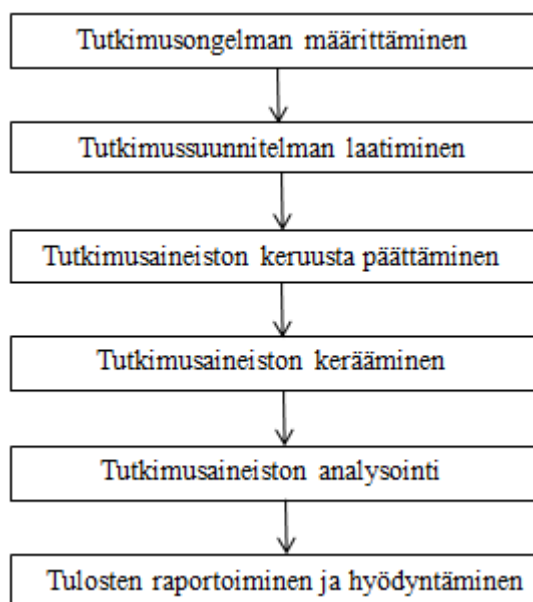 Tutkimusongelman määrittäminen
Tutkimussuunnitelman laatiminen
Tutkimusaineiston keruusta päättäminen
Tutkimusaineiston kerääminen
Tutkimusaineiston analysointi
Tulosten raportoiminen ja hyödyntäminen